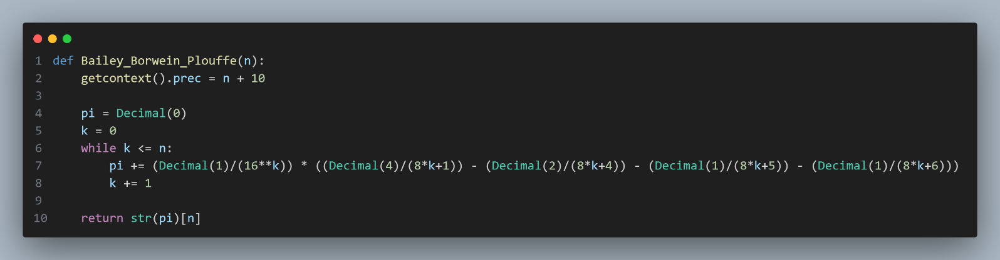 1 def Bailey_Borwein_Plouffe(n):
2     getcontext().prec = n + 10
3
4     pi = Decimal(0)
5     k = 0
6     while k <= n:
7         pi += (Decimal(1)/(16**k)) * ((Decimal(4)/(8*k+1)) - (Decimal(2)/(8*k+4)) - (Decimal(1)/(8*k+5)) - (Decimal(1)/(8*k+6)))
8         k += 1
9
10     return str(pi)[n]